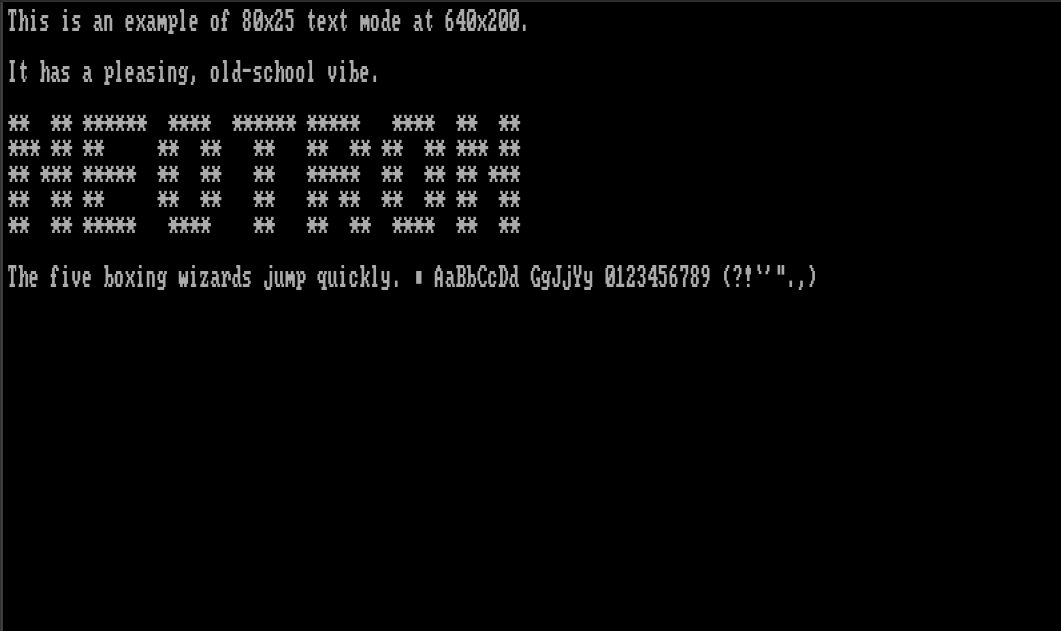 This is an example of 80x25 text mode at 640x200.
It has a pleasing, old-school vibe.
**  ** ******  ****  ****** *****   ****  **  **
*** ** **     **  **   **   **  ** **  ** *** **
** *** *****  **  **   **   *****  **  ** ** ***
**  ** **     **  **   **   ** **  **  ** **  **
**  ** *****   ****    **   **  **  ****  **  **
The five boxing wizards jump quickly. ▮ AaBbCcDd GgJjYy 0123456789 (?!‘’".,)